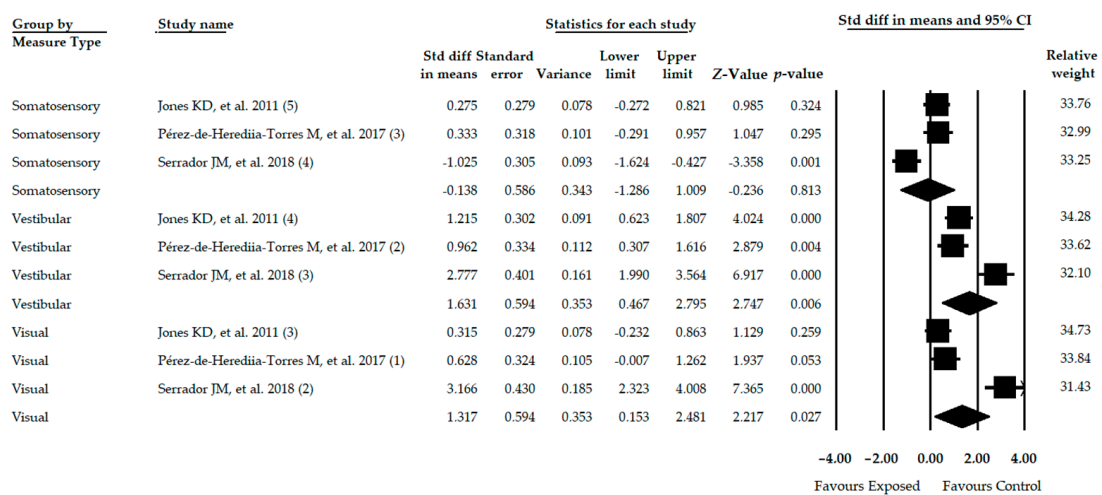 Group by Study name Statistics for each study Std diff in means and 95% CI
Measure Type
Std diff Standard Lower Upper Relative
in means error Variance limit limit Z-Value p-value weight
Somatosensory Jones KD, et al. 2011 (5) 0.275 0.279 0.078 -0.272 0.821 0.985 0.324 33.76
Somatosensory Pérez-de-Herediia-Torres M, et al. 2017 (3) 0.333 0.318 0.101 -0.291 0.957 1.047 0.295 32.99
Somatosensory Serrador JM, et al. 2018 (4) -1.025 0.305 0.093 -1.624 -0.427 -3.358 0.001 33.25
Somatosensory -0.138 0.586 0.343 -1.286 1.009 -0.236 0.813
Vestibular Jones KD, et al. 2011 (4) 1.215 0.302 0.091 0.623 1.807 4.024 0.000 34.28
Vestibular Pérez-de-Herediia-Torres M, et al. 2017 (2) 0.962 0.334 0.112 0.307 1.616 2.879 0.004 33.62
Vestibular Serrador JM, et al. 2018 (3) 2.777 0.401 0.161 1.990 3.564 6.917 0.000 32.10
Vestibular 1.631 0.594 0.353 0.467 2.795 2.747 0.006
Visual Jones KD, et al. 2011 (3) 0.315 0.279 0.078 -0.232 0.863 1.129 0.259 34.73
Visual Pérez-de-Herediia-Torres M, et al. 2017 (1) 0.628 0.324 0.105 -0.007 1.262 1.937 0.053 33.84
Visual Serrador JM, et al. 2018 (2) 3.166 0.430 0.185 2.323 4.008 7.365 0.000 31.43
Visual 1.317 0.594 0.353 0.153 2.481 2.217 0.027
-4.00 -2.00 0.00 2.00 4.00
Favours Exposed Favours Control